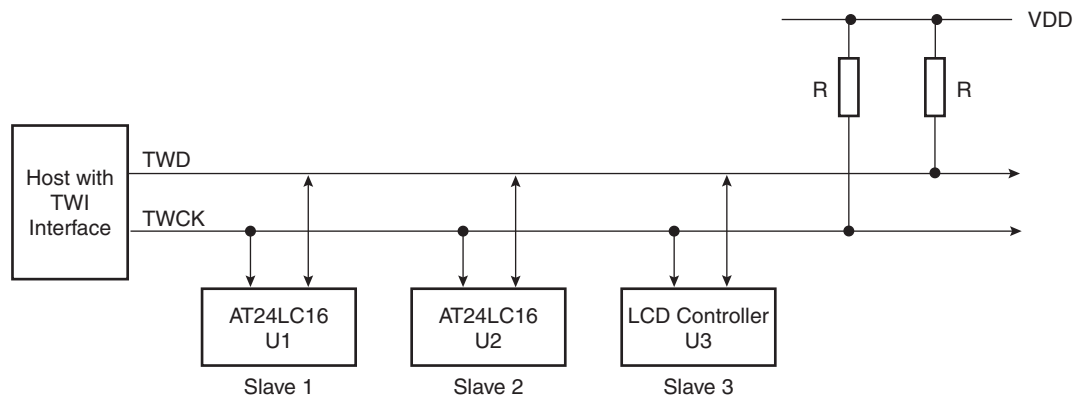 VDD
R
R
Host with
TWI
Interface
TWD
TWCK
AT24LC16
U1
Slave 1
AT24LC16
U2
Slave 2
LCD Controller
U3
Slave 3